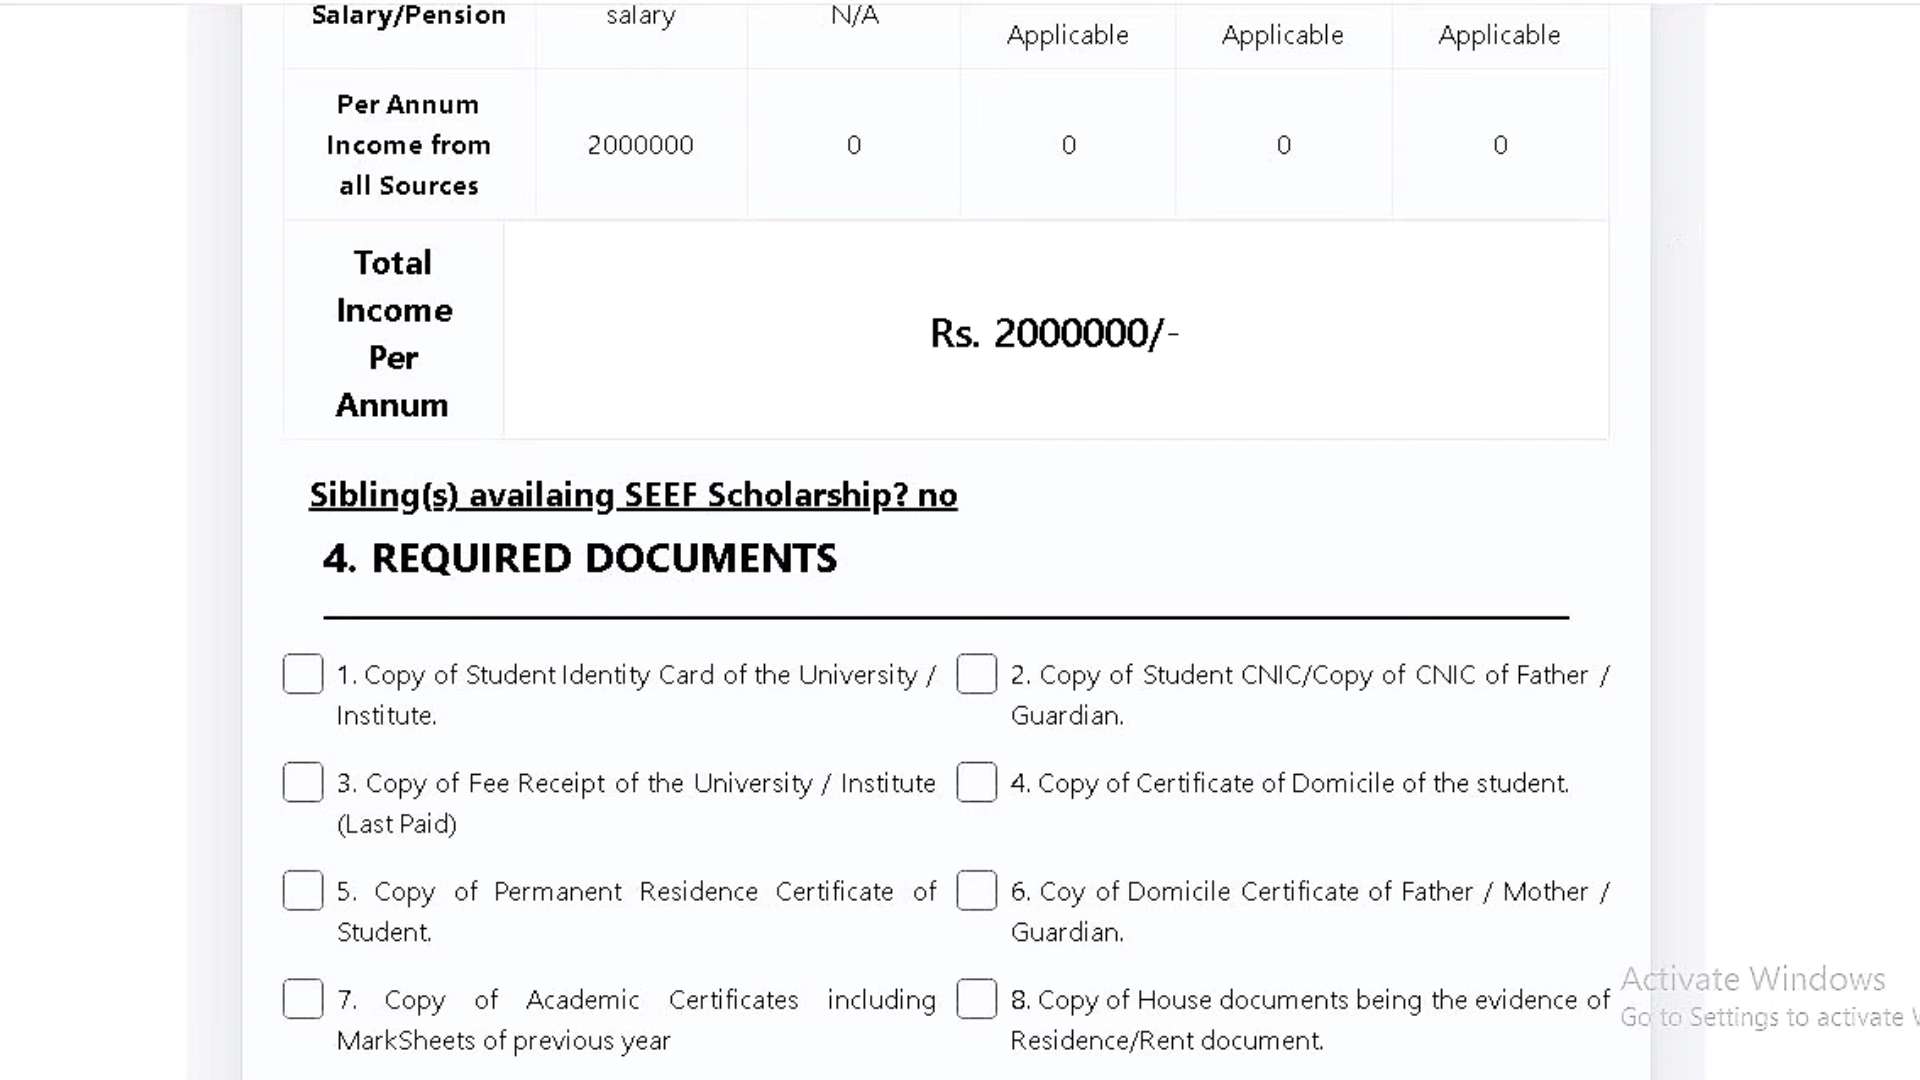 Salary/Pension salary N/A Applicable Applicable Applicable
Per Annum
Income from
all Sources
2000000 0 0 0 0
Total
Income
Per
Annum
Rs. 2000000/-
Sibling(s) availaing SEEF Scholarship? no
4. REQUIRED DOCUMENTS
1. Copy of Student Identity Card of the University /
Institute.
2. Copy of Student CNIC/Copy of CNIC of Father /
Guardian.
3. Copy of Fee Receipt of the University / Institute
(Last Paid)
4. Copy of Certificate of Domicile of the student.
5. Copy of Permanent Residence Certificate of
Student.
6. Coy of Domicile Certificate of Father / Mother /
Guardian.
7. Copy of Academic Certificates including
MarkSheets of previous year
8. Copy of House documents being the evidence of
Residence/Rent document.
Activate Windows
Go to Settings to activate